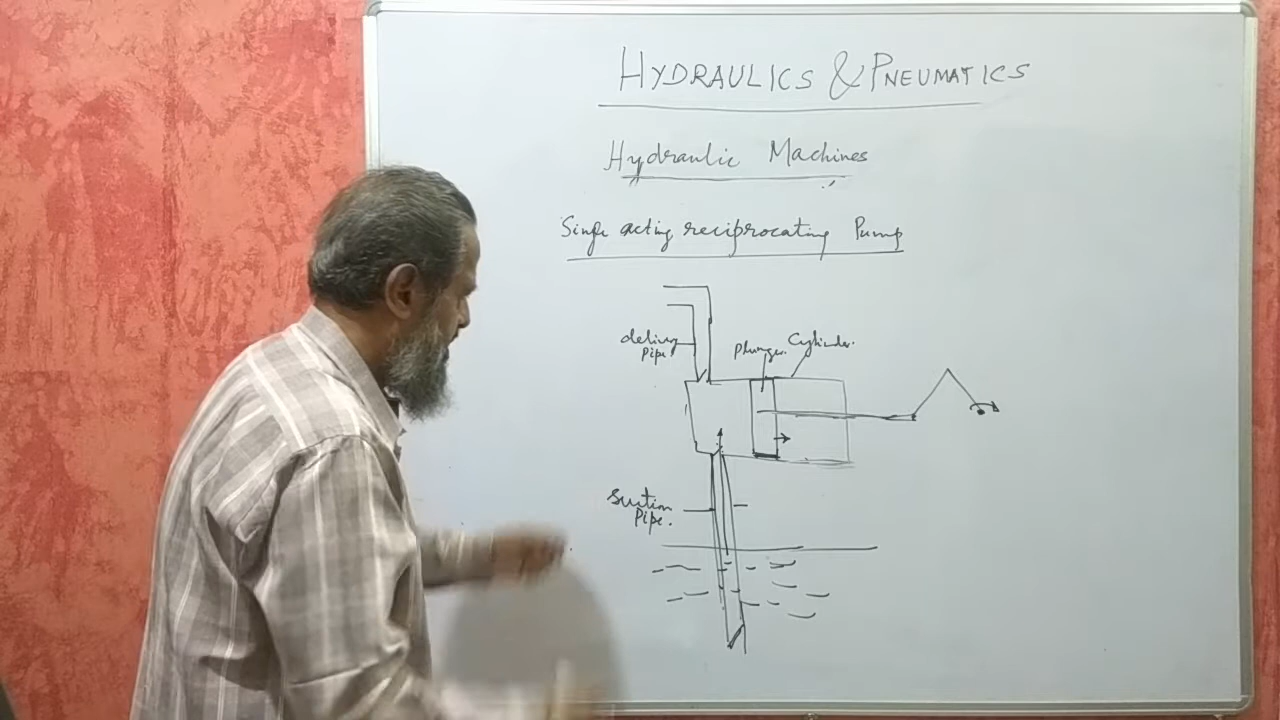 HYDRAULICS & PNEUMATICS
Hydraulic Machines
Single acting reciprocating Pump
delivery
Pipe
Plunger
Cylinder
Suction
Pipe.